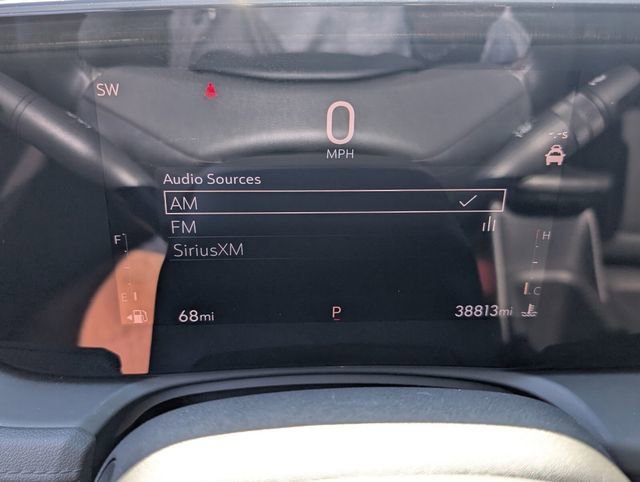 SW
0
MPH
-.-s
Audio Sources
AM
FM
SiriusXM
F
E
H
C
68mi
P
38813mi